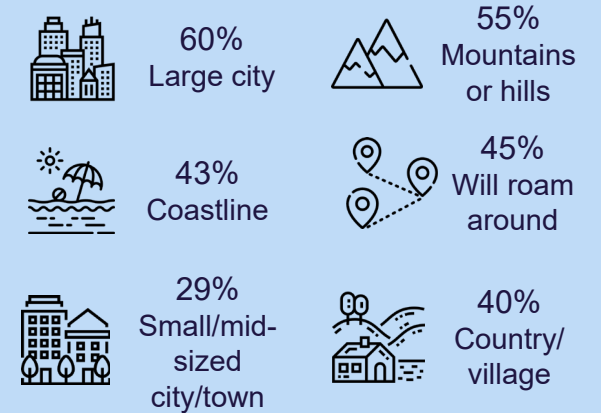 60%
Large city
55%
Mountains
or hills
43%
Coastline
45%
Will roam
around
29%
Small/mid-
sized
city/town
40%
Country/
village